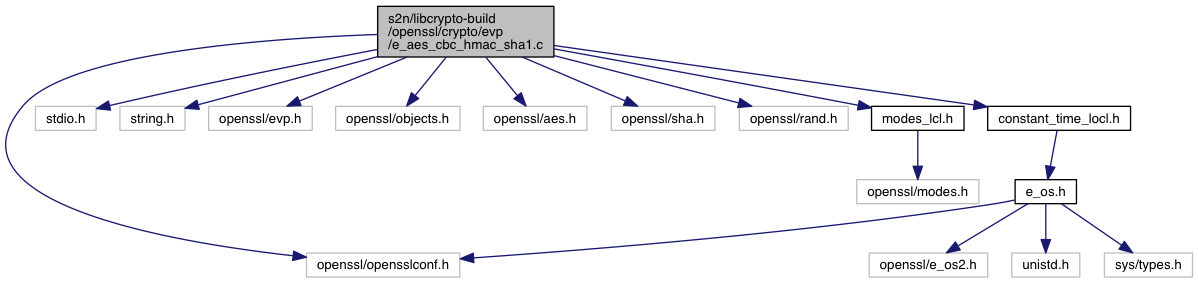 s2n/libcrypto-build
/openssl/crypto/evp
/e_aes_cbc_hmac_sha1.c
stdio.h
string.h
openssl/evp.h
openssl/objects.h
openssl/aes.h
openssl/sha.h
openssl/rand.h
modes_lcl.h
constant_time_locl.h
openssl/modes.h
e_os.h
openssl/opensslconf.h
openssl/e_os2.h
unistd.h
sys/types.h